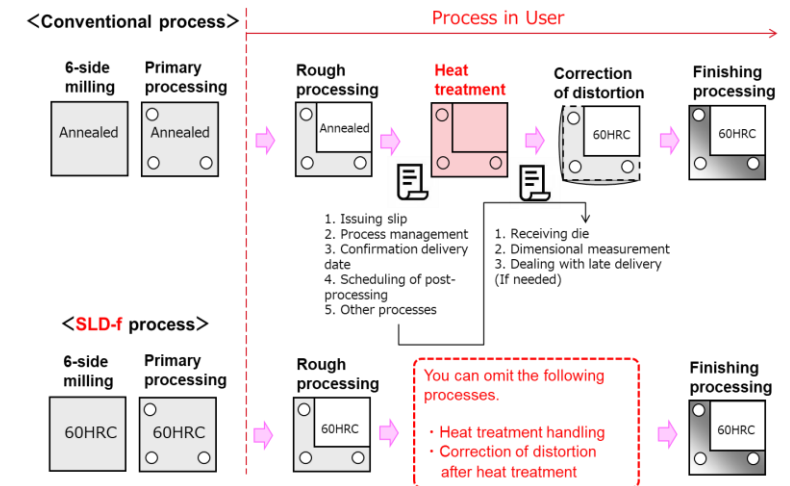 <Conventional process>
Process in User
6-side
milling
Primary
processing
Rough
processing
Heat
treatment
Correction
of distortion
Finishing
processing
Annealed
Annealed
Annealed
60HRC
60HRC
1. Issuing slip
2. Process management
3. Confirmation delivery
date
4. Scheduling of post-
processing
5. Other processes
1. Receiving die
2. Dimensional measurement
3. Dealing with late delivery
(If needed)
<SLD-f process>
6-side
milling
Primary
processing
Rough
processing
You can omit the following
processes.
・Heat treatment handling
・Correction of distortion
after heat treatment
Finishing
processing
60HRC
60HRC
60HRC
60HRC